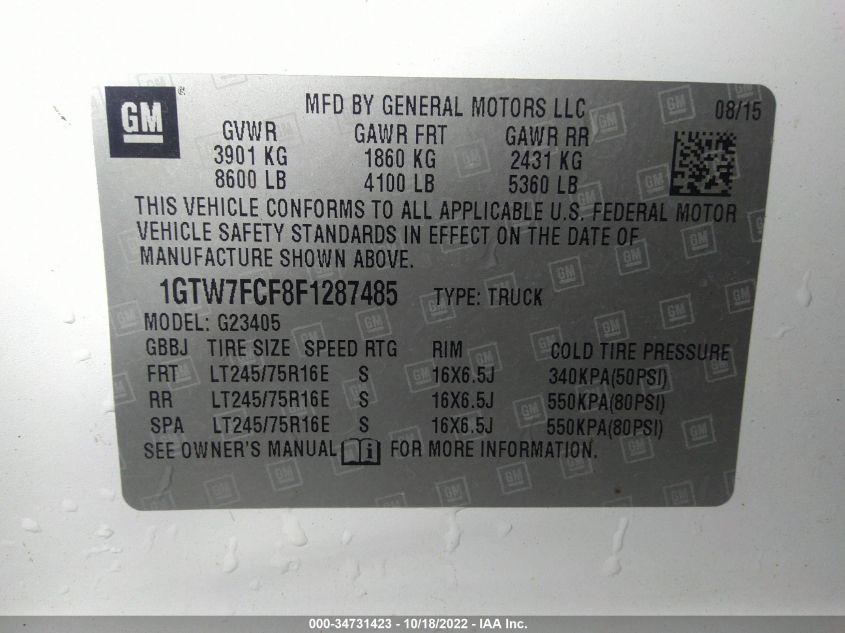 GM ® MFD BY GENERAL MOTORS LLC 08/15
GVWR GAWR FRT GAWR RR
3901 KG 1860 KG 2431 KG
8600 LB 4100 LB 5360 LB
THIS VEHICLE CONFORMS TO ALL APPLICABLE U.S. FEDERAL MOTOR
VEHICLE SAFETY STANDARDS IN EFFECT ON THE DATE OF
MANUFACTURE SHOWN ABOVE.
1GTW7FCF8F1287485 TYPE: TRUCK
MODEL: G23405
GBBJ TIRE SIZE SPEED RTG RIM COLD TIRE PRESSURE
FRT LT245/75R16E S 16X6.5J 340KPA(50PSI)
RR LT245/75R16E S 16X6.5J 550KPA(80PSI)
SPA LT245/75R16E S 16X6.5J 550KPA(80PSI)
SEE OWNER'S MANUAL i FOR MORE INFORMATION.
000-34731423 - 10/18/2022 - IAA Inc.